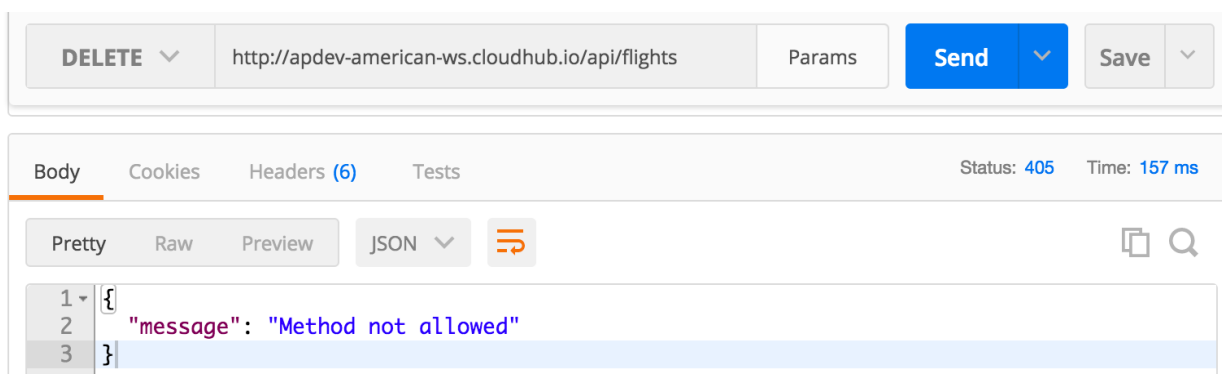 DELETE http://apdev-american-ws.cloudhub.io/api/flights Params Send Save
Body Cookies Headers (6) Tests Status: 405 Time: 157 ms
Pretty Raw Preview JSON
1 {
2 "message": "Method not allowed"
3 }